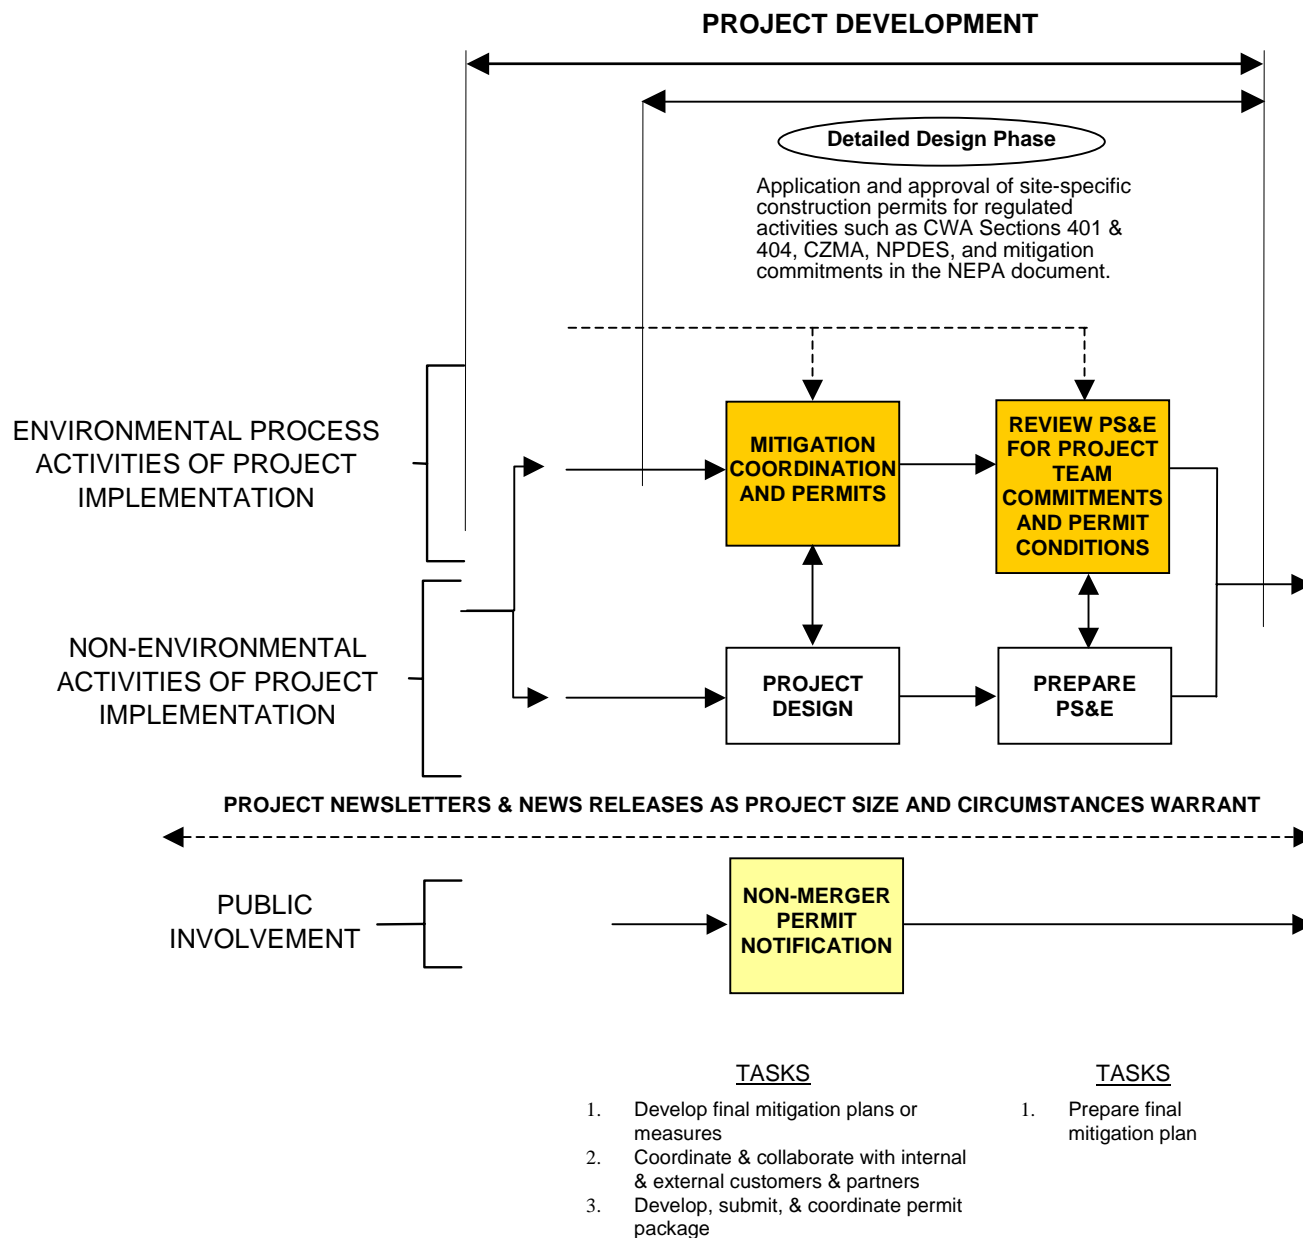 PROJECT DEVELOPMENT
Detailed Design Phase
Application and approval of site-specific
construction permits for regulated
activities such as CWA Sections 401 &
404, CZMA, NPDES, and mitigation
commitments in the NEPA document.
ENVIRONMENTAL PROCESS
ACTIVITIES OF PROJECT
IMPLEMENTATION
MITIGATION
COORDINATION
AND PERMITS
REVIEW PS&E
FOR PROJECT
TEAM
COMMITMENTS
AND PERMIT
CONDITIONS
NON-ENVIRONMENTAL
ACTIVITIES OF PROJECT
IMPLEMENTATION
PROJECT
DESIGN
PREPARE
PS&E
PROJECT NEWSLETTERS & NEWS RELEASES AS PROJECT SIZE AND CIRCUMSTANCES WARRANT
PUBLIC
INVOLVEMENT
NON-MERGER
PERMIT
NOTIFICATION
TASKS
1. Develop final mitigation plans or
measures
2. Coordinate & collaborate with internal
& external customers & partners
3. Develop, submit, & coordinate permit
package
TASKS
1. Prepare final
mitigation plan